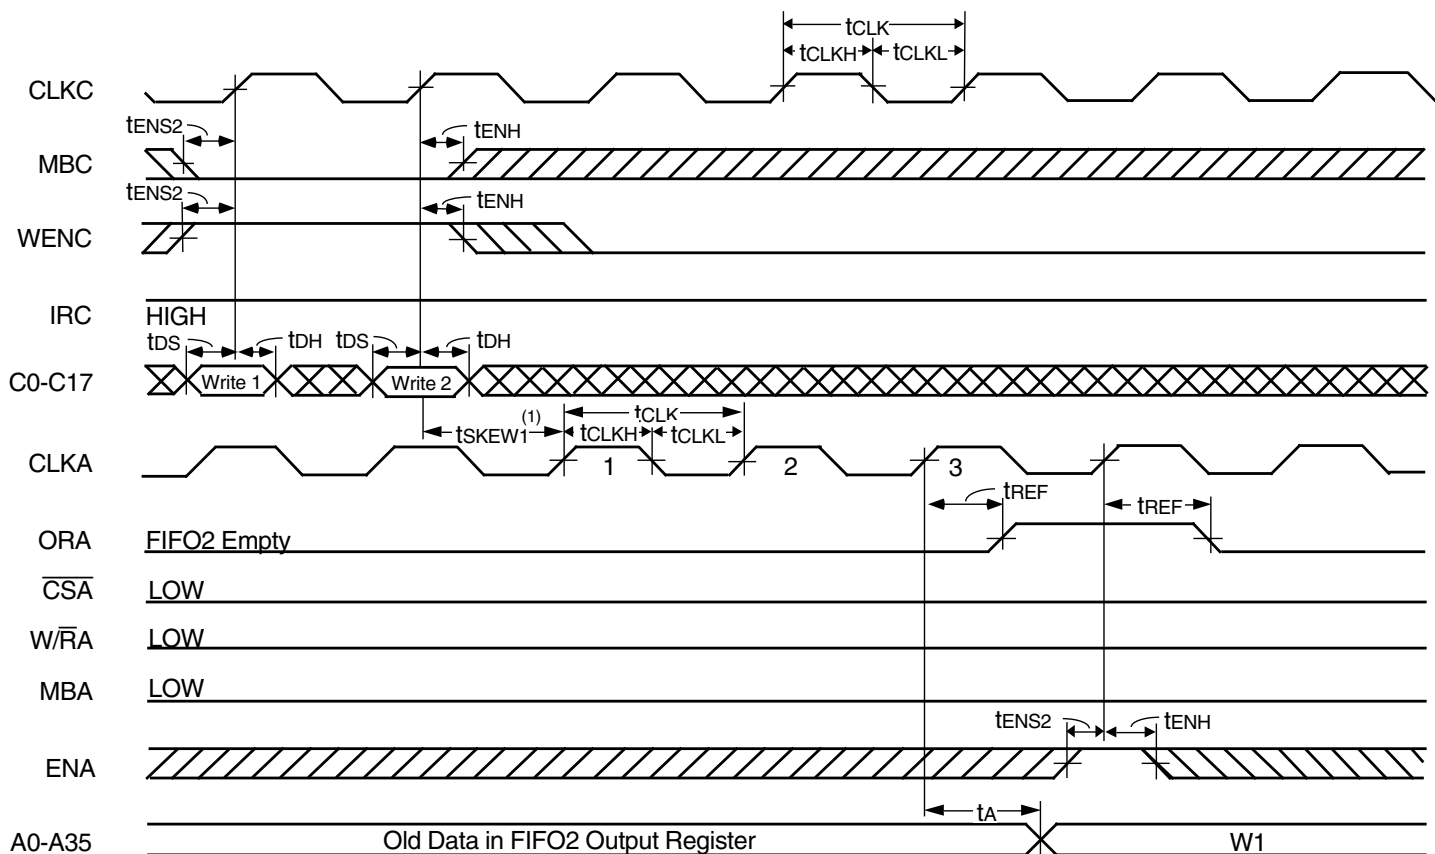 tCLK
tCLKH tCLKL
CLKC
tENS2 tENH
MBC
tENS2 tENH
WENC
IRC HIGH
tDS tDH tDS tDH
C0-C17 Write 1 Write 2
tSKEW1(1) tCLK
tCLKH tCLKL
CLKA 1 2 3
tREF tREF
ORA FIFO2 Empty
CSA LOW
W/RA LOW
MBA LOW
tENS2 tENH
ENA
tA
A0-A35 Old Data in FIFO2 Output Register W1